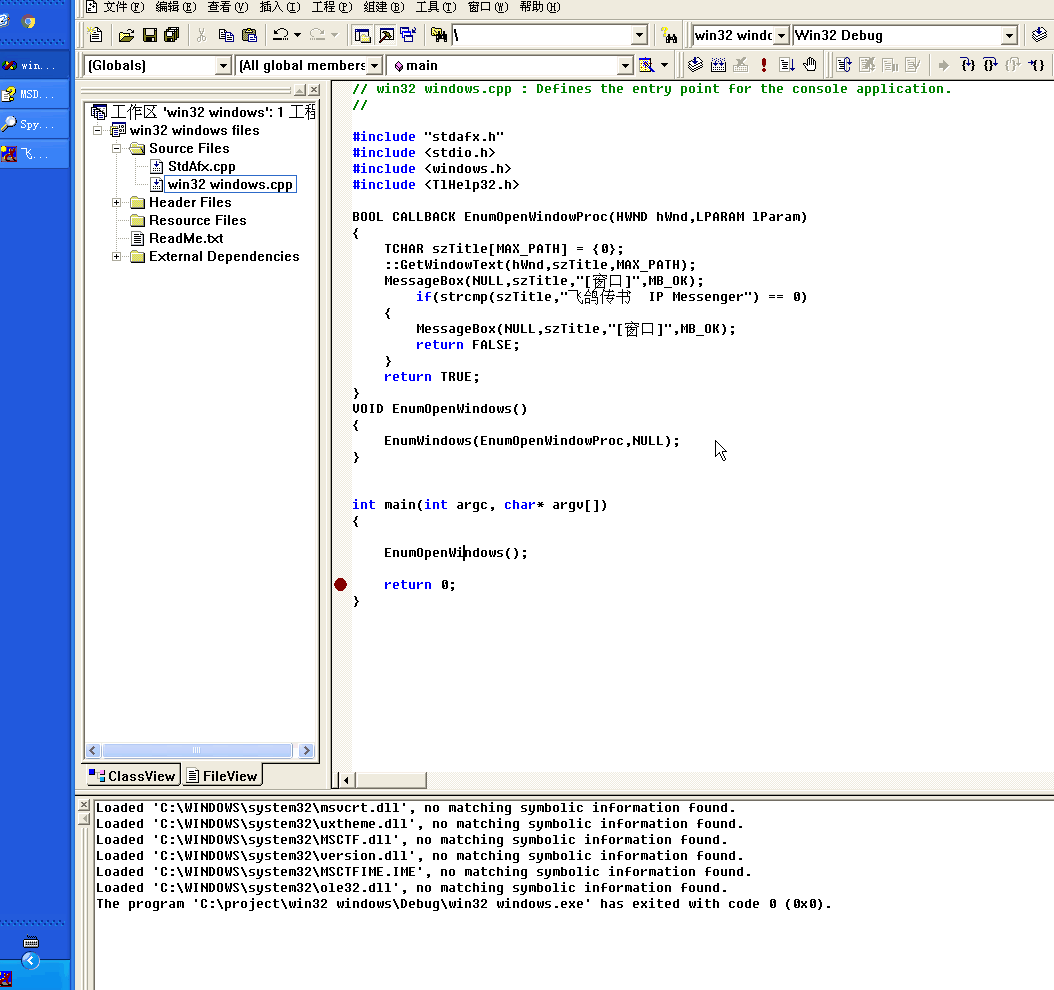 文件(F) 编辑(E) 查看(V) 插入(I) 工程(P) 组建(B) 工具(T) 窗口(W) 帮助(H)
\ win32 windc Win32 Debug
(Globals) (All global members main
win...
MSD...
Spy...
飞...
工作区 'win32 windows': 1 工程
win32 windows files
Source Files
StdAfx.cpp
win32 windows.cpp
Header Files
Resource Files
ReadMe.txt
External Dependencies
ClassView FileView
// win32 windows.cpp : Defines the entry point for the console application.
//
#include "stdafx.h"
#include <stdio.h>
#include <windows.h>
#include <TlHelp32.h>
BOOL CALLBACK EnumOpenWindowProc(HWND hWnd,LPARAM lParam)
{
TCHAR szTitle[MAX_PATH] = {0};
::GetWindowText(hWnd,szTitle,MAX_PATH);
MessageBox(NULL,szTitle,"[窗口]",MB_OK);
if(strcmp(szTitle,"飞鸽传书  IP Messenger") == 0)
{
MessageBox(NULL,szTitle,"[窗口]",MB_OK);
return FALSE;
}
return TRUE;
}
VOID EnumOpenWindows()
{
EnumWindows(EnumOpenWindowProc,NULL);
}
int main(int argc, char* argv[])
{
EnumOpenWindows();
return 0;
}
Loaded 'C:\WINDOWS\system32\msvcrt.dll', no matching symbolic information found.
Loaded 'C:\WINDOWS\system32\uxtheme.dll', no matching symbolic information found.
Loaded 'C:\WINDOWS\system32\MSCTF.dll', no matching symbolic information found.
Loaded 'C:\WINDOWS\system32\version.dll', no matching symbolic information found.
Loaded 'C:\WINDOWS\system32\MSCTFIME.IME', no matching symbolic information found.
Loaded 'C:\WINDOWS\system32\ole32.dll', no matching symbolic information found.
The program 'C:\project\win32 windows\Debug\win32 windows.exe' has exited with code 0 (0x0).